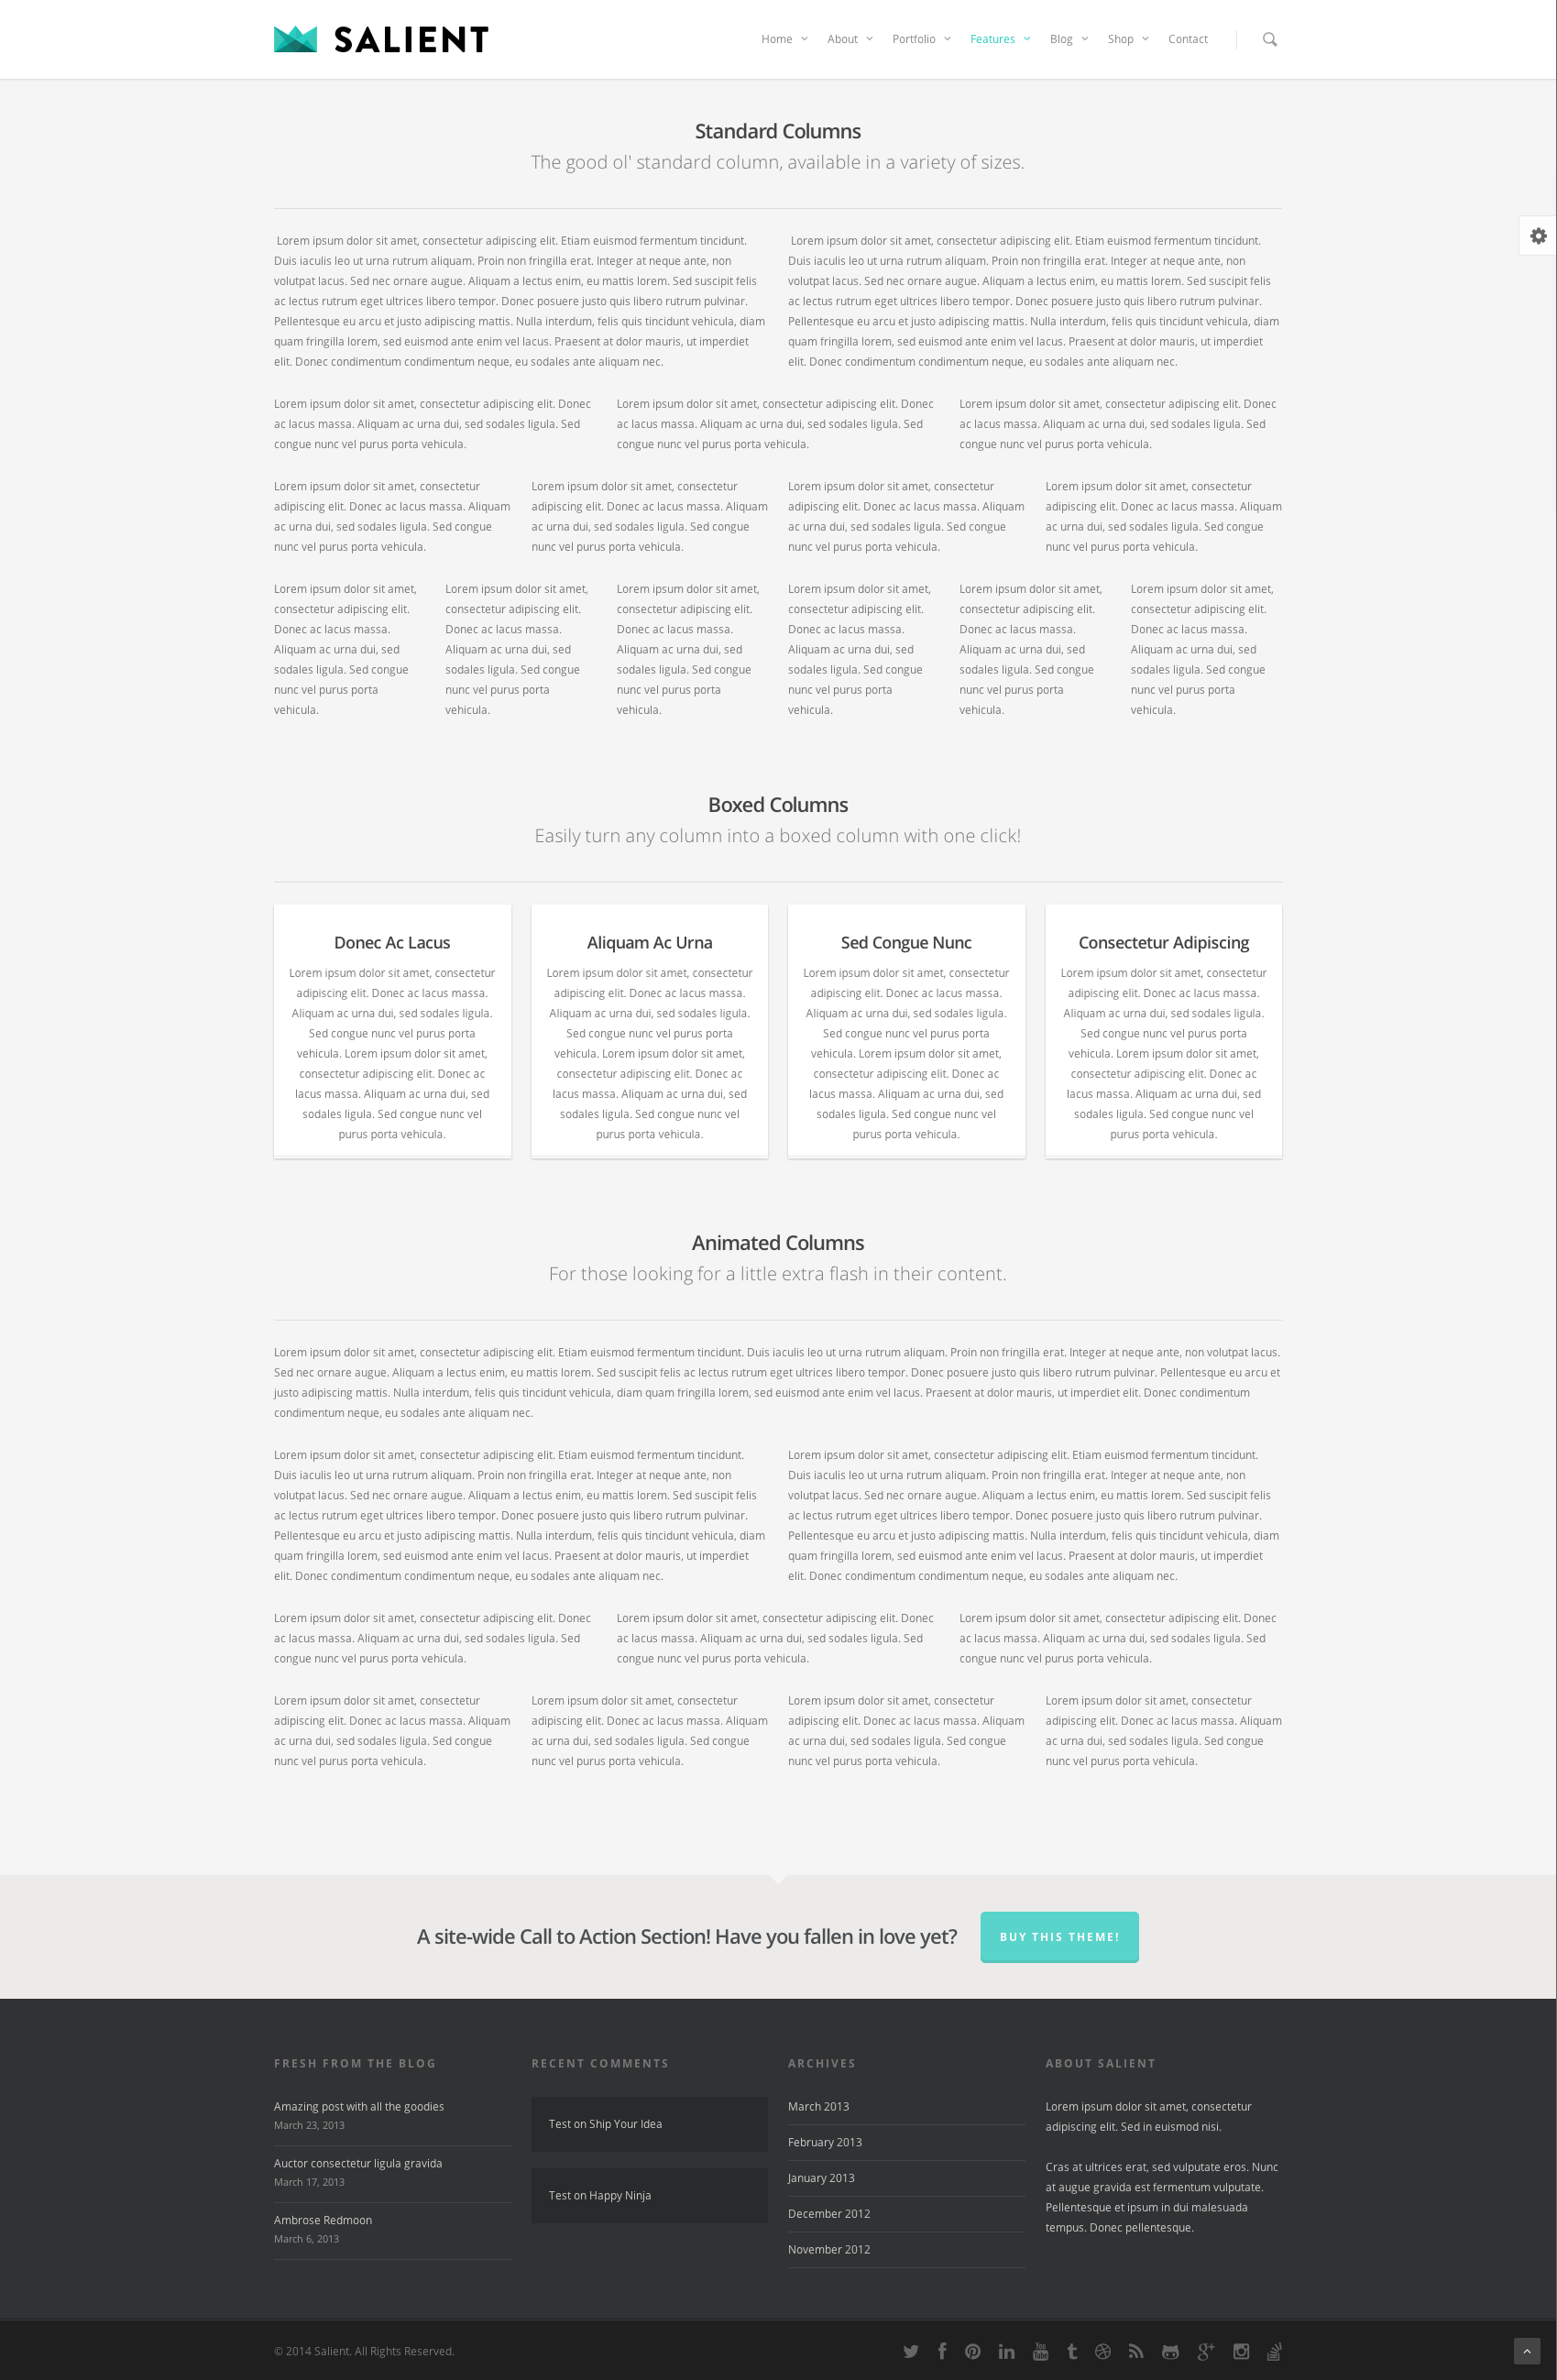 SALIENT
Home About Portfolio Features Blog Shop Contact
Standard Columns
The good ol' standard column, available in a variety of sizes.
Lorem ipsum dolor sit amet, consectetur adipiscing elit. Etiam euismod fermentum tincidunt.
Duis iaculis leo ut urna rutrum aliquam. Proin non fringilla erat. Integer at neque ante, non
volutpat lacus. Sed nec ornare augue. Aliquam a lectus enim, eu mattis lorem. Sed suscipit felis
ac lectus rutrum eget ultrices libero tempor. Donec posuere justo quis libero rutrum pulvinar.
Pellentesque eu arcu et justo adipiscing mattis. Nulla interdum, felis quis tincidunt vehicula, diam
quam fringilla lorem, sed euismod ante enim vel lacus. Praesent at dolor mauris, ut imperdiet
elit. Donec condimentum condimentum neque, eu sodales ante aliquam nec.
Lorem ipsum dolor sit amet, consectetur adipiscing elit. Etiam euismod fermentum tincidunt.
Duis iaculis leo ut urna rutrum aliquam. Proin non fringilla erat. Integer at neque ante, non
volutpat lacus. Sed nec ornare augue. Aliquam a lectus enim, eu mattis lorem. Sed suscipit felis
ac lectus rutrum eget ultrices libero tempor. Donec posuere justo quis libero rutrum pulvinar.
Pellentesque eu arcu et justo adipiscing mattis. Nulla interdum, felis quis tincidunt vehicula, diam
quam fringilla lorem, sed euismod ante enim vel lacus. Praesent at dolor mauris, ut imperdiet
elit. Donec condimentum condimentum neque, eu sodales ante aliquam nec.
Lorem ipsum dolor sit amet, consectetur adipiscing elit. Donec
ac lacus massa. Aliquam ac urna dui, sed sodales ligula. Sed
congue nunc vel purus porta vehicula.
Lorem ipsum dolor sit amet, consectetur adipiscing elit. Donec
ac lacus massa. Aliquam ac urna dui, sed sodales ligula. Sed
congue nunc vel purus porta vehicula.
Lorem ipsum dolor sit amet, consectetur adipiscing elit. Donec
ac lacus massa. Aliquam ac urna dui, sed sodales ligula. Sed
congue nunc vel purus porta vehicula.
Lorem ipsum dolor sit amet, consectetur
adipiscing elit. Donec ac lacus massa. Aliquam
ac urna dui, sed sodales ligula. Sed congue
nunc vel purus porta vehicula.
Lorem ipsum dolor sit amet, consectetur
adipiscing elit. Donec ac lacus massa. Aliquam
ac urna dui, sed sodales ligula. Sed congue
nunc vel purus porta vehicula.
Lorem ipsum dolor sit amet, consectetur
adipiscing elit. Donec ac lacus massa. Aliquam
ac urna dui, sed sodales ligula. Sed congue
nunc vel purus porta vehicula.
Lorem ipsum dolor sit amet, consectetur
adipiscing elit. Donec ac lacus massa. Aliquam
ac urna dui, sed sodales ligula. Sed congue
nunc vel purus porta vehicula.
Lorem ipsum dolor sit amet,
consectetur adipiscing elit.
Donec ac lacus massa.
Aliquam ac urna dui, sed
sodales ligula. Sed congue
nunc vel purus porta
vehicula.
Lorem ipsum dolor sit amet,
consectetur adipiscing elit.
Donec ac lacus massa.
Aliquam ac urna dui, sed
sodales ligula. Sed congue
nunc vel purus porta
vehicula.
Lorem ipsum dolor sit amet,
consectetur adipiscing elit.
Donec ac lacus massa.
Aliquam ac urna dui, sed
sodales ligula. Sed congue
nunc vel purus porta
vehicula.
Lorem ipsum dolor sit amet,
consectetur adipiscing elit.
Donec ac lacus massa.
Aliquam ac urna dui, sed
sodales ligula. Sed congue
nunc vel purus porta
vehicula.
Lorem ipsum dolor sit amet,
consectetur adipiscing elit.
Donec ac lacus massa.
Aliquam ac urna dui, sed
sodales ligula. Sed congue
nunc vel purus porta
vehicula.
Lorem ipsum dolor sit amet,
consectetur adipiscing elit.
Donec ac lacus massa.
Aliquam ac urna dui, sed
sodales ligula. Sed congue
nunc vel purus porta
vehicula.
Boxed Columns
Easily turn any column into a boxed column with one click!
Donec Ac Lacus
Lorem ipsum dolor sit amet, consectetur
adipiscing elit. Donec ac lacus massa.
Aliquam ac urna dui, sed sodales ligula.
Sed congue nunc vel purus porta
vehicula. Lorem ipsum dolor sit amet,
consectetur adipiscing elit. Donec ac
lacus massa. Aliquam ac urna dui, sed
sodales ligula. Sed congue nunc vel
purus porta vehicula.
Aliquam Ac Urna
Lorem ipsum dolor sit amet, consectetur
adipiscing elit. Donec ac lacus massa.
Aliquam ac urna dui, sed sodales ligula.
Sed congue nunc vel purus porta
vehicula. Lorem ipsum dolor sit amet,
consectetur adipiscing elit. Donec ac
lacus massa. Aliquam ac urna dui, sed
sodales ligula. Sed congue nunc vel
purus porta vehicula.
Sed Congue Nunc
Lorem ipsum dolor sit amet, consectetur
adipiscing elit. Donec ac lacus massa.
Aliquam ac urna dui, sed sodales ligula.
Sed congue nunc vel purus porta
vehicula. Lorem ipsum dolor sit amet,
consectetur adipiscing elit. Donec ac
lacus massa. Aliquam ac urna dui, sed
sodales ligula. Sed congue nunc vel
purus porta vehicula.
Consectetur Adipiscing
Lorem ipsum dolor sit amet, consectetur
adipiscing elit. Donec ac lacus massa.
Aliquam ac urna dui, sed sodales ligula.
Sed congue nunc vel purus porta
vehicula. Lorem ipsum dolor sit amet,
consectetur adipiscing elit. Donec ac
lacus massa. Aliquam ac urna dui, sed
sodales ligula. Sed congue nunc vel
purus porta vehicula.
Animated Columns
For those looking for a little extra flash in their content.
Lorem ipsum dolor sit amet, consectetur adipiscing elit. Etiam euismod fermentum tincidunt. Duis iaculis leo ut urna rutrum aliquam. Proin non fringilla erat. Integer at neque ante, non volutpat lacus.
Sed nec ornare augue. Aliquam a lectus enim, eu mattis lorem. Sed suscipit felis ac lectus rutrum eget ultrices libero tempor. Donec posuere justo quis libero rutrum pulvinar. Pellentesque eu arcu et
justo adipiscing mattis. Nulla interdum, felis quis tincidunt vehicula, diam quam fringilla lorem, sed euismod ante enim vel lacus. Praesent at dolor mauris, ut imperdiet elit. Donec condimentum
condimentum neque, eu sodales ante aliquam nec.
Lorem ipsum dolor sit amet, consectetur adipiscing elit. Etiam euismod fermentum tincidunt.
Duis iaculis leo ut urna rutrum aliquam. Proin non fringilla erat. Integer at neque ante, non
volutpat lacus. Sed nec ornare augue. Aliquam a lectus enim, eu mattis lorem. Sed suscipit felis
ac lectus rutrum eget ultrices libero tempor. Donec posuere justo quis libero rutrum pulvinar.
Pellentesque eu arcu et justo adipiscing mattis. Nulla interdum, felis quis tincidunt vehicula, diam
quam fringilla lorem, sed euismod ante enim vel lacus. Praesent at dolor mauris, ut imperdiet
elit. Donec condimentum condimentum neque, eu sodales ante aliquam nec.
Lorem ipsum dolor sit amet, consectetur adipiscing elit. Etiam euismod fermentum tincidunt.
Duis iaculis leo ut urna rutrum aliquam. Proin non fringilla erat. Integer at neque ante, non
volutpat lacus. Sed nec ornare augue. Aliquam a lectus enim, eu mattis lorem. Sed suscipit felis
ac lectus rutrum eget ultrices libero tempor. Donec posuere justo quis libero rutrum pulvinar.
Pellentesque eu arcu et justo adipiscing mattis. Nulla interdum, felis quis tincidunt vehicula, diam
quam fringilla lorem, sed euismod ante enim vel lacus. Praesent at dolor mauris, ut imperdiet
elit. Donec condimentum condimentum neque, eu sodales ante aliquam nec.
Lorem ipsum dolor sit amet, consectetur adipiscing elit. Donec
ac lacus massa. Aliquam ac urna dui, sed sodales ligula. Sed
congue nunc vel purus porta vehicula.
Lorem ipsum dolor sit amet, consectetur adipiscing elit. Donec
ac lacus massa. Aliquam ac urna dui, sed sodales ligula. Sed
congue nunc vel purus porta vehicula.
Lorem ipsum dolor sit amet, consectetur adipiscing elit. Donec
ac lacus massa. Aliquam ac urna dui, sed sodales ligula. Sed
congue nunc vel purus porta vehicula.
Lorem ipsum dolor sit amet, consectetur
adipiscing elit. Donec ac lacus massa. Aliquam
ac urna dui, sed sodales ligula. Sed congue
nunc vel purus porta vehicula.
Lorem ipsum dolor sit amet, consectetur
adipiscing elit. Donec ac lacus massa. Aliquam
ac urna dui, sed sodales ligula. Sed congue
nunc vel purus porta vehicula.
Lorem ipsum dolor sit amet, consectetur
adipiscing elit. Donec ac lacus massa. Aliquam
ac urna dui, sed sodales ligula. Sed congue
nunc vel purus porta vehicula.
Lorem ipsum dolor sit amet, consectetur
adipiscing elit. Donec ac lacus massa. Aliquam
ac urna dui, sed sodales ligula. Sed congue
nunc vel purus porta vehicula.
A site-wide Call to Action Section! Have you fallen in love yet?
BUY THIS THEME!
FRESH FROM THE BLOG
Amazing post with all the goodies
March 23, 2013
Auctor consectetur ligula gravida
March 17, 2013
Ambrose Redmoon
March 6, 2013
RECENT COMMENTS
Test on Ship Your Idea
Test on Happy Ninja
ARCHIVES
March 2013
February 2013
January 2013
December 2012
November 2012
ABOUT SALIENT
Lorem ipsum dolor sit amet, consectetur
adipiscing elit. Sed in euismod nisi.
Cras at ultrices erat, sed vulputate eros. Nunc
at augue gravida est fermentum vulputate.
Pellentesque et ipsum in dui malesuada
tempus. Donec pellentesque.
© 2014 Salient. All Rights Reserved.